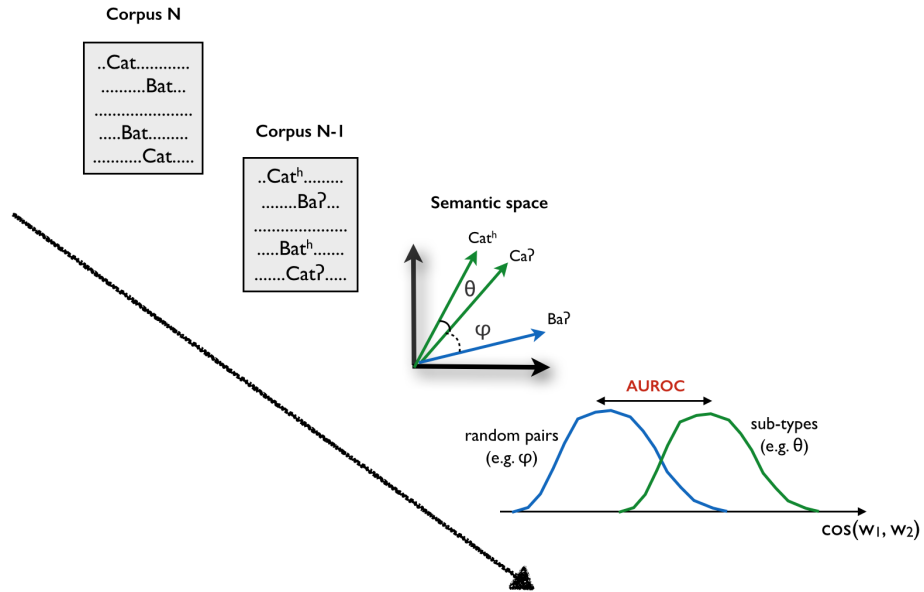 Corpus N
..Cat............
..........Bat...
......................
.....Bat.........
...........Cat.....
Corpus N-1
..Catʰ.........
........Baʔ...
.....................
.....Batʰ.......
.......Catʔ.....
Semantic space
Catʰ
Caʔ
θ
Baʔ
φ
AUROC
random pairs
(e.g. φ)
sub-types
(e.g. θ)
cos(w₁, w₂)